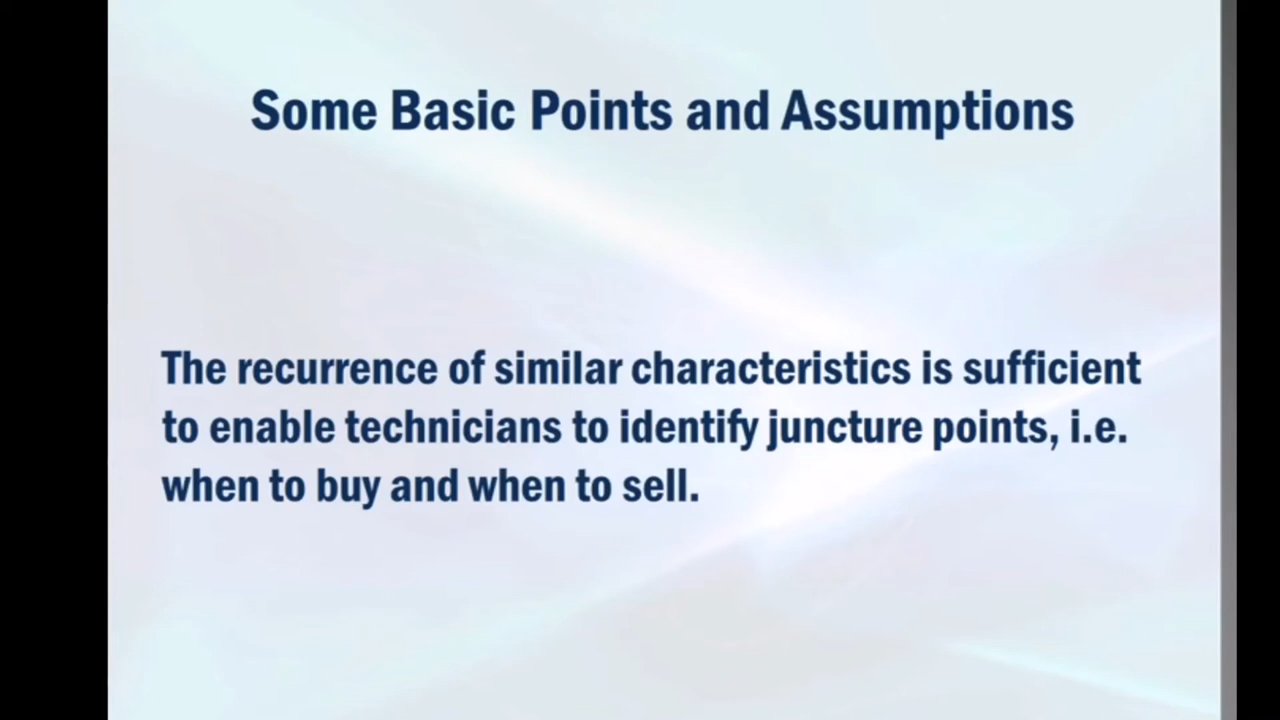 Some Basic Points and Assumptions
The recurrence of similar characteristics is sufficient
to enable technicians to identify juncture points, i.e.
when to buy and when to sell.